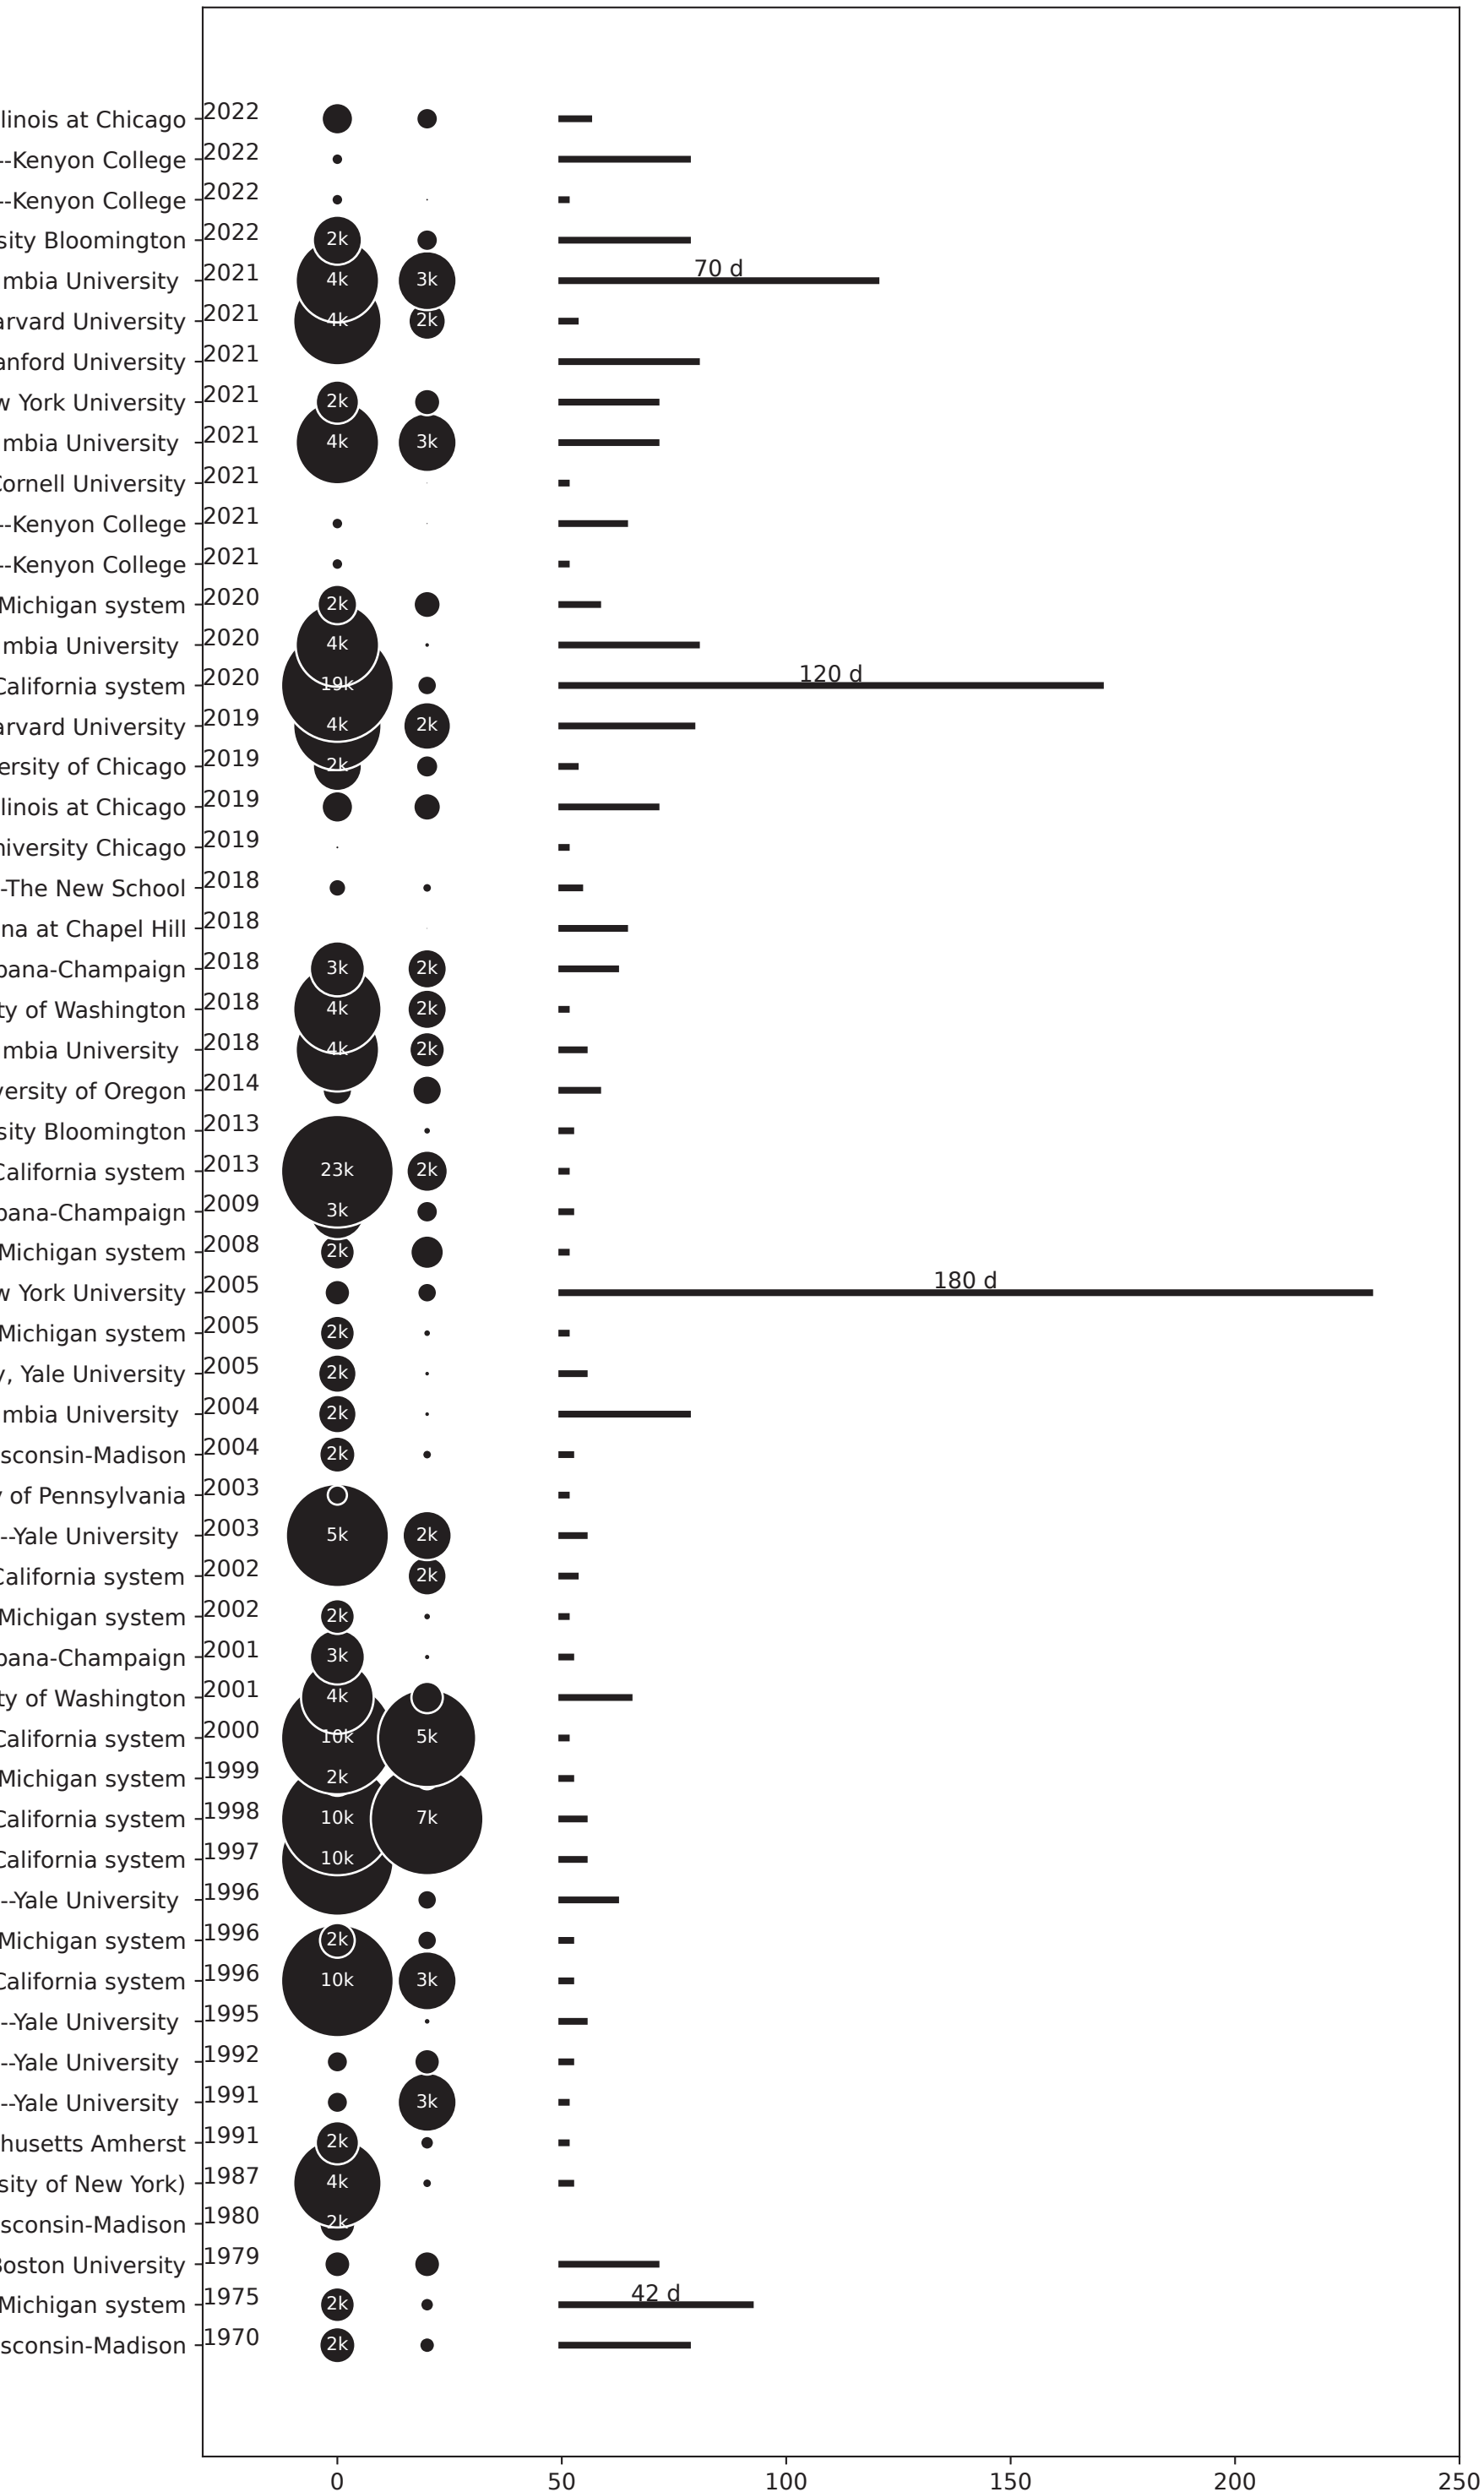 linois at Chicago 2022
--Kenyon College 2022
--Kenyon College 2022
sity Bloomington 2022 2k
mbia University 2021 4k 3k 70 d
arvard University 2021 4k 2k
anford University 2021
w York University 2021 2k
mbia University 2021 4k 3k
Cornell University 2021
--Kenyon College 2021
--Kenyon College 2021
Michigan system 2020 2k
mbia University 2020 4k
California system 2020 19k 120 d
arvard University 2019 4k 2k
ersity of Chicago 2019 2k
linois at Chicago 2019
niversity Chicago 2019
-The New School 2018
na at Chapel Hill 2018
bana-Champaign 2018 3k 2k
ty of Washington 2018 4k 2k
mbia University 2018 4k 2k
versity of Oregon 2014
sity Bloomington 2013
California system 2013 23k 2k
bana-Champaign 2009 3k
Michigan system 2008 2k
w York University 2005 180 d
Michigan system 2005 2k
y, Yale University 2005 2k
mbia University 2004 2k
isconsin-Madison 2004 2k
y of Pennsylvania 2003
--Yale University 2003 5k 2k
California system 2002 2k
Michigan system 2002 2k
bana-Champaign 2001 3k
ty of Washington 2001 4k
California system 2000 10k 5k
Michigan system 1999 2k
California system 1998 10k 7k
California system 1997 10k
--Yale University 1996
Michigan system 1996 2k
California system 1996 10k 3k
--Yale University 1995
--Yale University 1992
--Yale University 1991 3k
husetts Amherst 1991 2k
sity of New York) 1987 4k
isconsin-Madison 1980 2k
Boston University 1979
Michigan system 1975 2k 42 d
isconsin-Madison 1970 2k
0 50 100 150 200 250